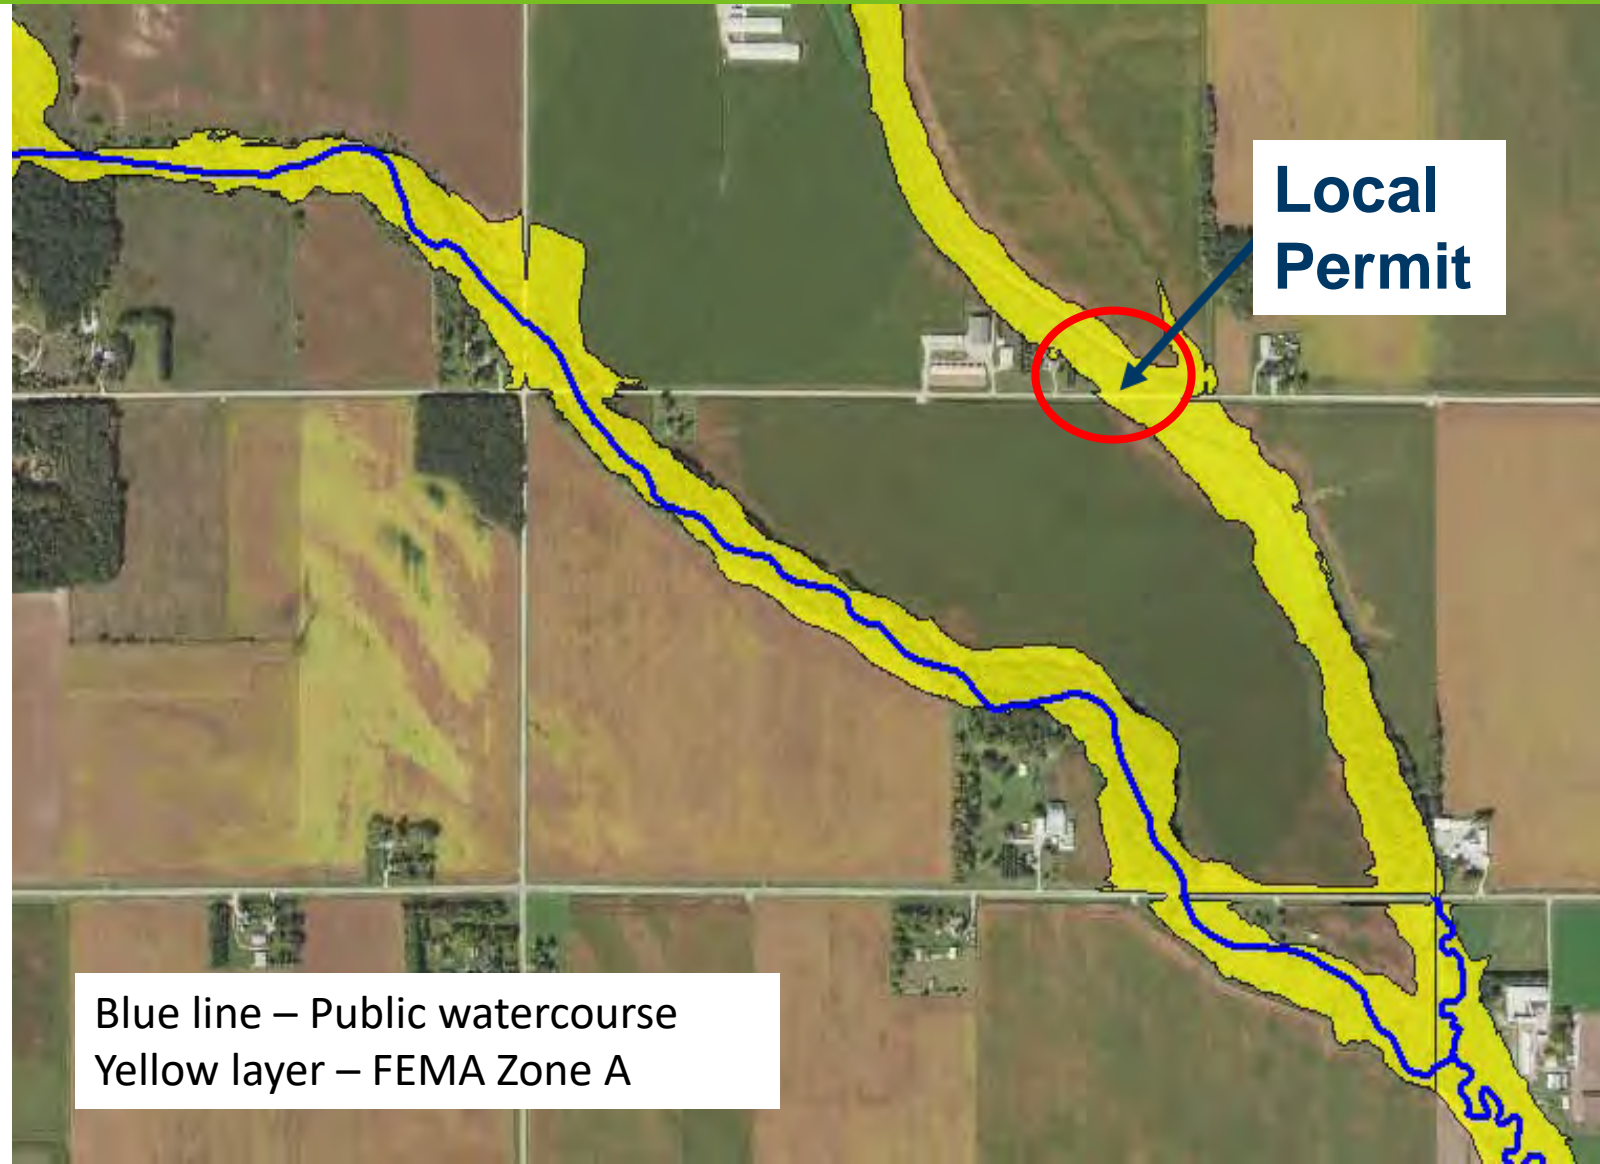 Local
Permit
Blue line – Public watercourse
Yellow layer – FEMA Zone A